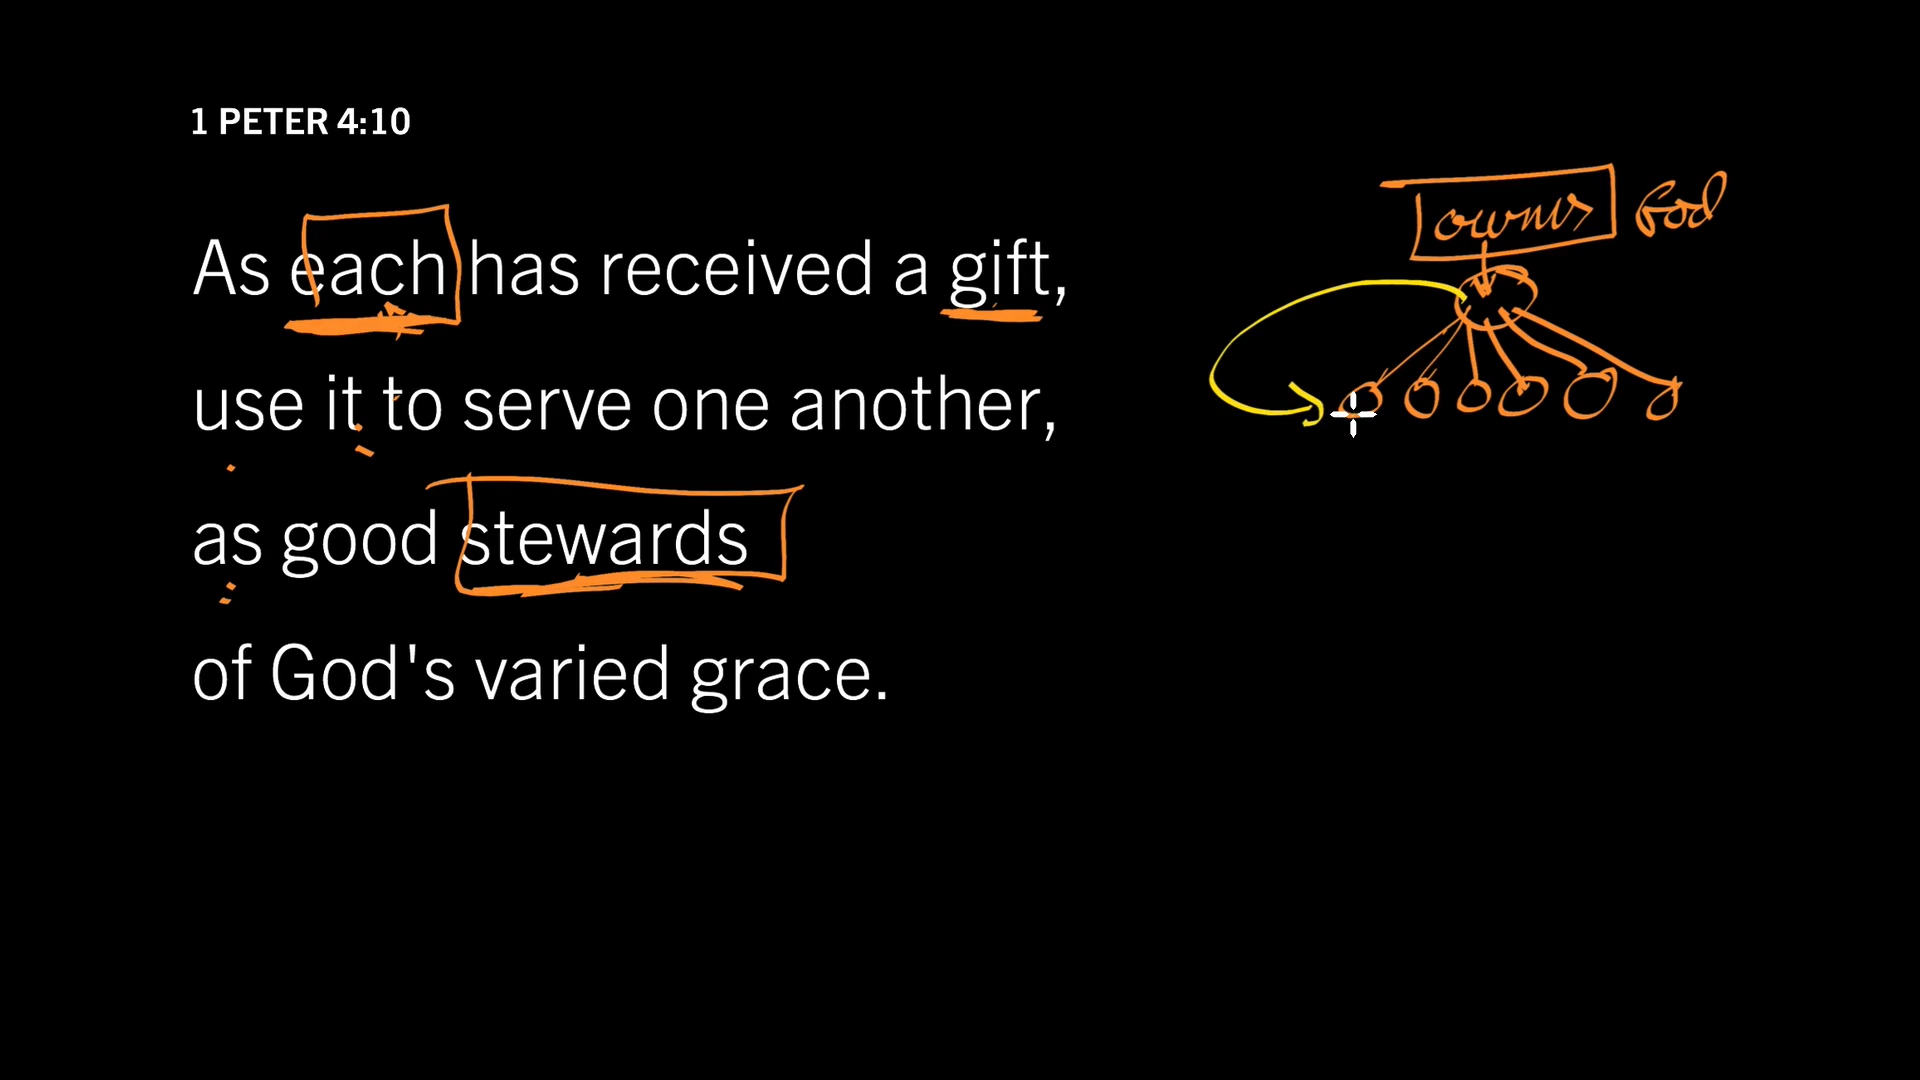 1 PETER 4:10
As each has received a gift,
use it to serve one another,
as good stewards
of God's varied grace.
owner God